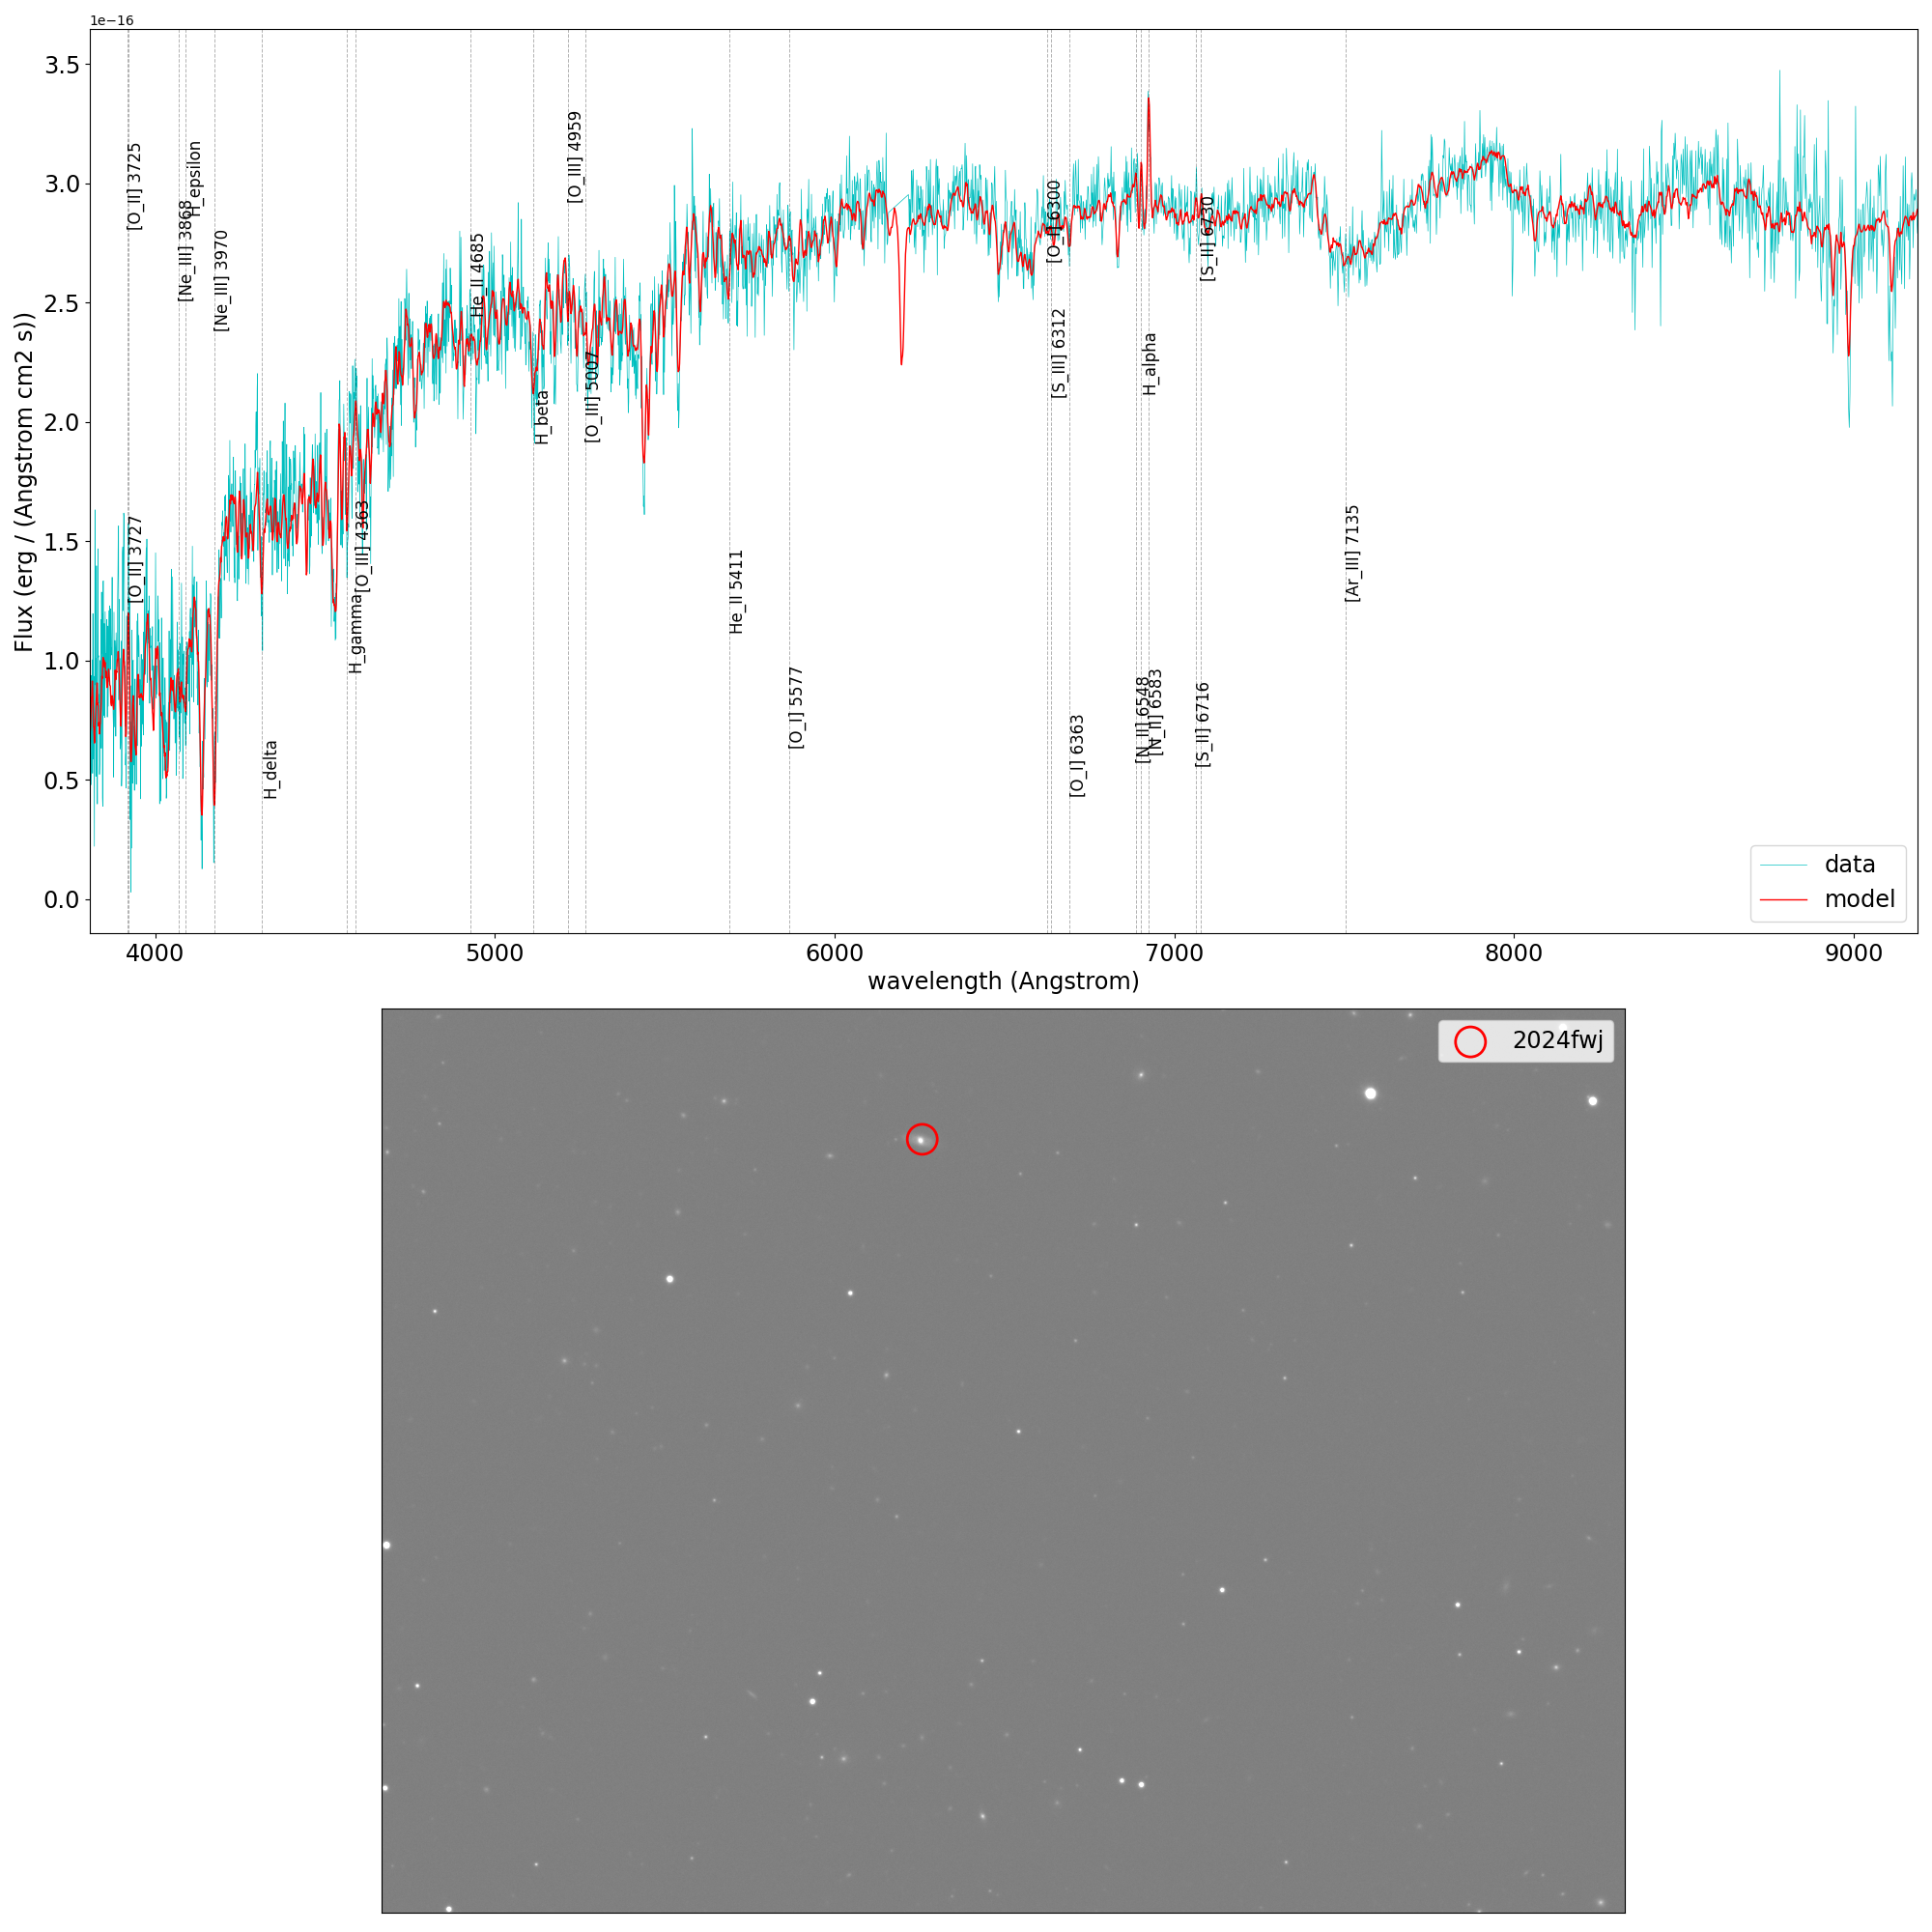 1e−16
3.5
3.0
2.5
2.0
1.5
1.0
0.5
0.0
Flux (erg / (Angstrom cm2 s))
[O_II] 3725
[O_II] 3727
[Ne_III] 3868
H_epsilon
[Ne_III] 3970
H_delta
H_gamma
[O_III] 4363
He_II 4685
H_beta
[O_III] 4959
[O_III] 5007
He_II 5411
[O_I] 5577
[O_I] 6300
[S_III] 6312
[O_I] 6363
[N_II] 6548
H_alpha
[N_II] 6583
[S_II] 6716
[S_II] 6730
[Ar_III] 7135
data
model
4000
5000
6000
7000
8000
9000
wavelength (Angstrom)
2024fwj